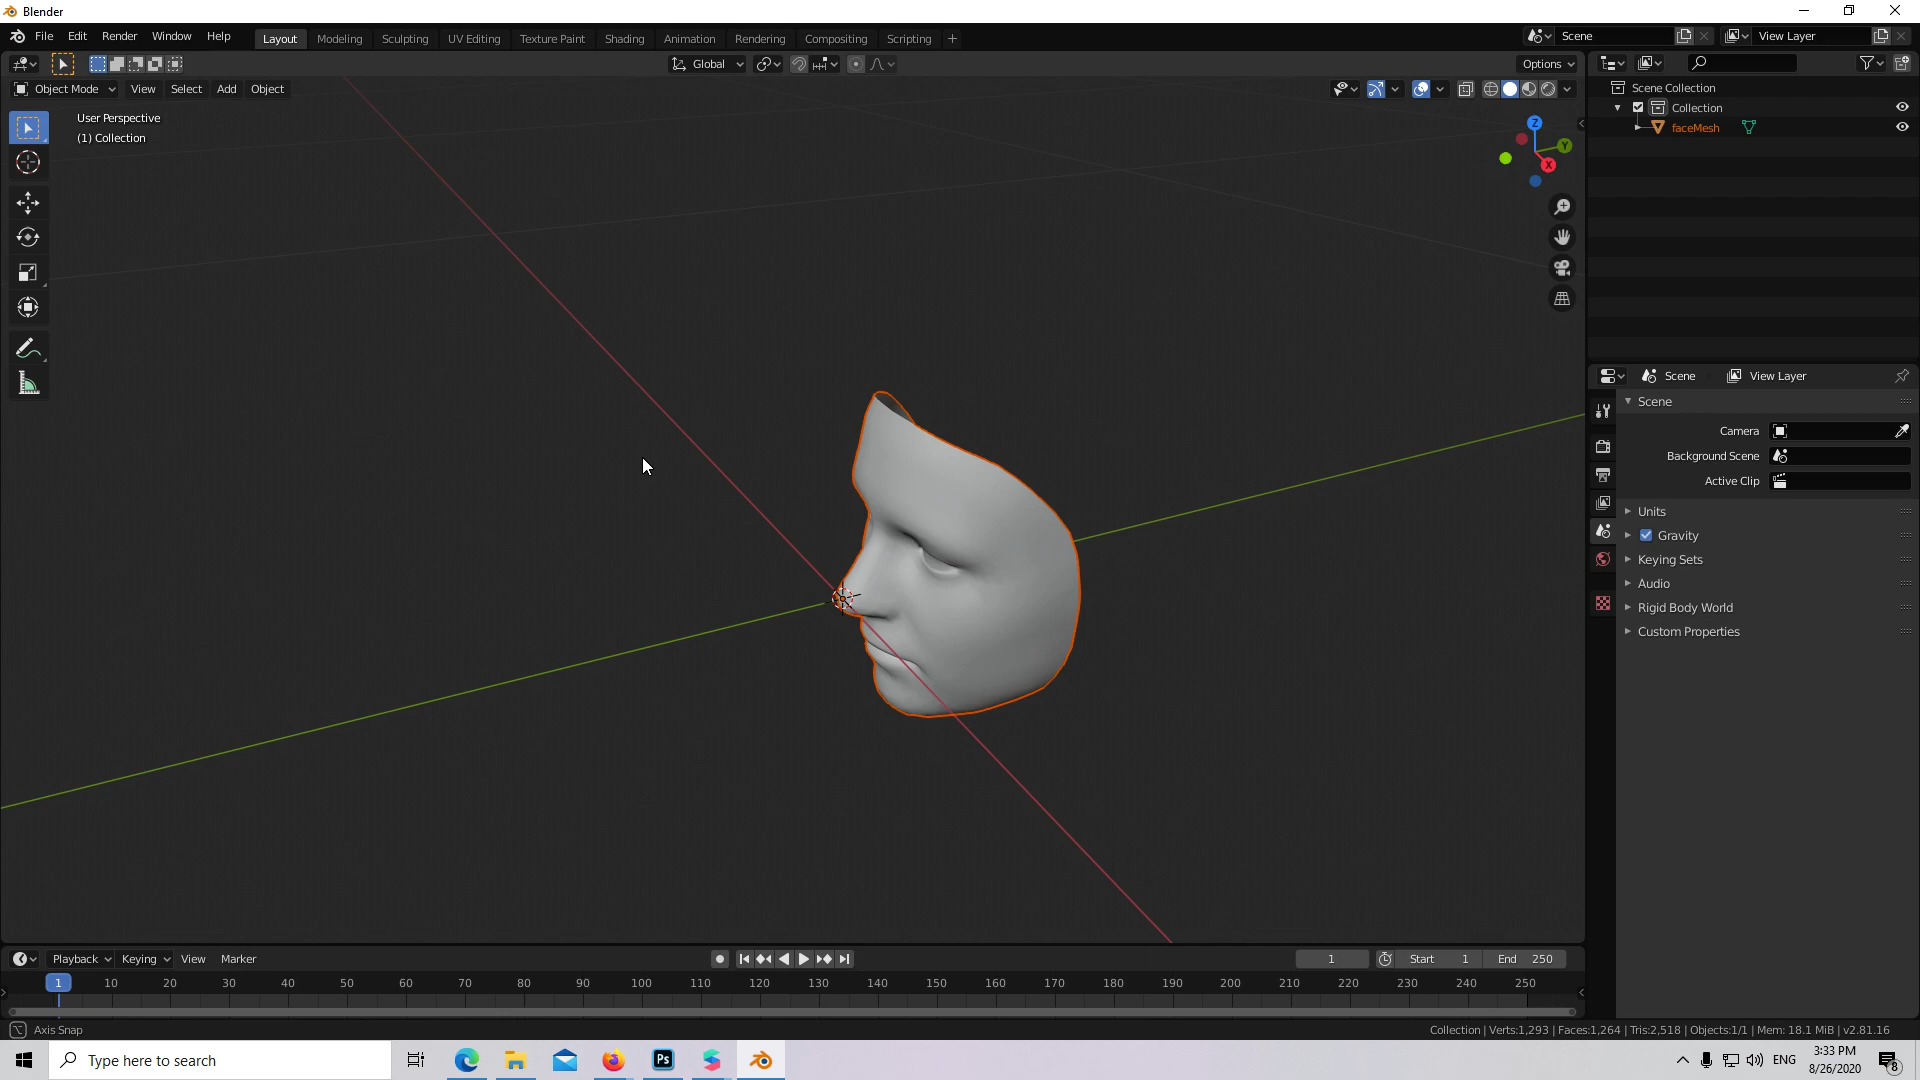 Blender
File Edit Render Window Help
Layout Modeling Sculpting UV Editing Texture Paint Shading Animation Rendering Compositing Scripting +
Scene
View Layer
Global
Options
Object Mode View Select Add Object
User Perspective
(1) Collection
Z
Y
X
Scene Collection
Collection
faceMesh
Scene View Layer
Scene
Camera
Background Scene
Active Clip
Units
Gravity
Keying Sets
Audio
Rigid Body World
Custom Properties
Playback Keying View Marker
1
Start 1
End 250
1 10 20 30 40 50 60 70 80 90 100 110 120 130 140 150 160 170 180 190 200 210 220 230 240 250
Axis Snap
Collection | Verts:1,293 | Faces:1,264 | Tris:2,518 | Objects:1/1 | Mem: 18.1 MiB | v2.81.16
Type here to search
Ps
ENG
3:33 PM
8/26/2020
8